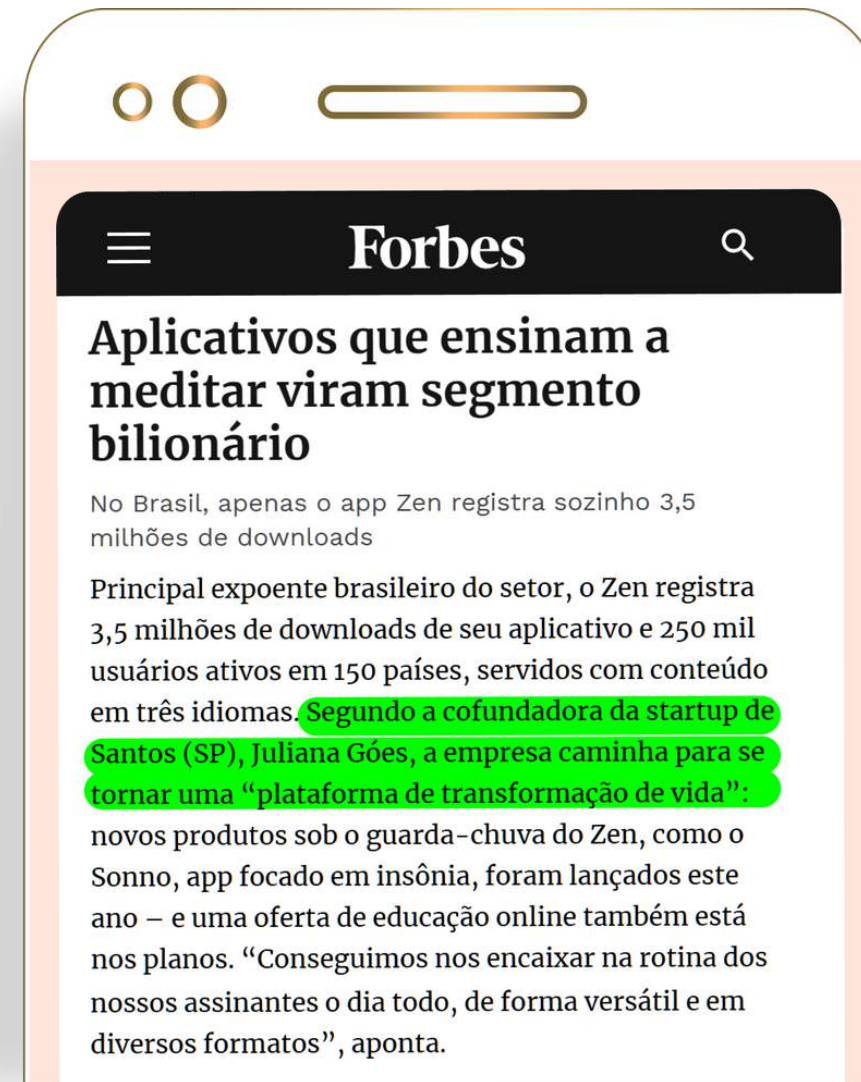 Forbes
Aplicativos que ensinam a
meditar viram segmento
bilionário
No Brasil, apenas o app Zen registra sozinho 3,5
milhões de downloads
Principal expoente brasileiro do setor, o Zen registra
3,5 milhões de downloads de seu aplicativo e 250 mil
usuários ativos em 150 países, servidos com conteúdo
em três idiomas. Segundo a cofundadora da startup de
Santos (SP), Juliana Góes, a empresa caminha para se
tornar uma “plataforma de transformação de vida”:
novos produtos sob o guarda-chuva do Zen, como o
Sonno, app focado em insônia, foram lançados este
ano – e uma oferta de educação online também está
nos planos. “Conseguimos nos encaixar na rotina dos
nossos assinantes o dia todo, de forma versátil e em
diversos formatos”, aponta.